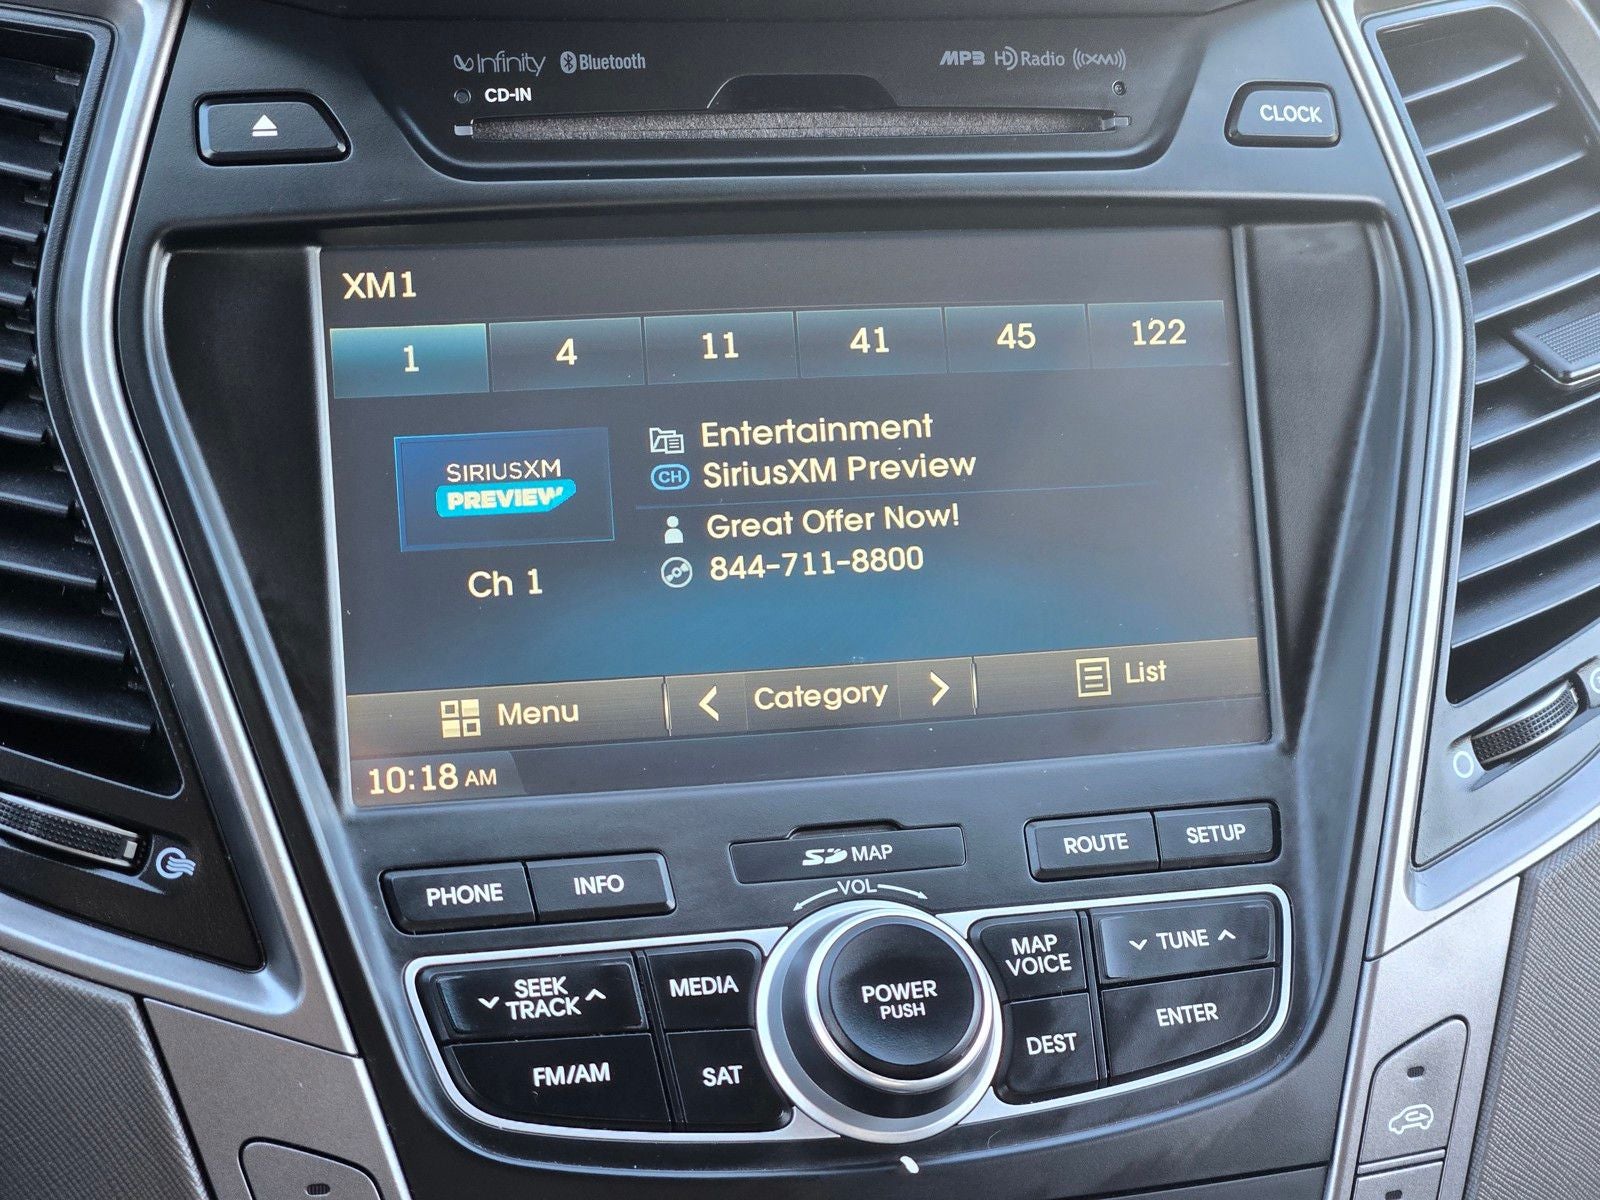 Infinity Bluetooth
MP3 HD Radio ((XM))
CD-IN
CLOCK
XM1
1 4 11 41 45 122
SIRIUSXM
PREVIEW
Ch 1
Entertainment
CH SiriusXM Preview
Great Offer Now!
844-711-8800
Menu < Category > List
10:18 AM
PHONE INFO
SD MAP
ROUTE SETUP
VOL
SEEK
TRACK
MEDIA
FM/AM
SAT
POWER
PUSH
MAP
VOICE
TUNE
DEST
ENTER